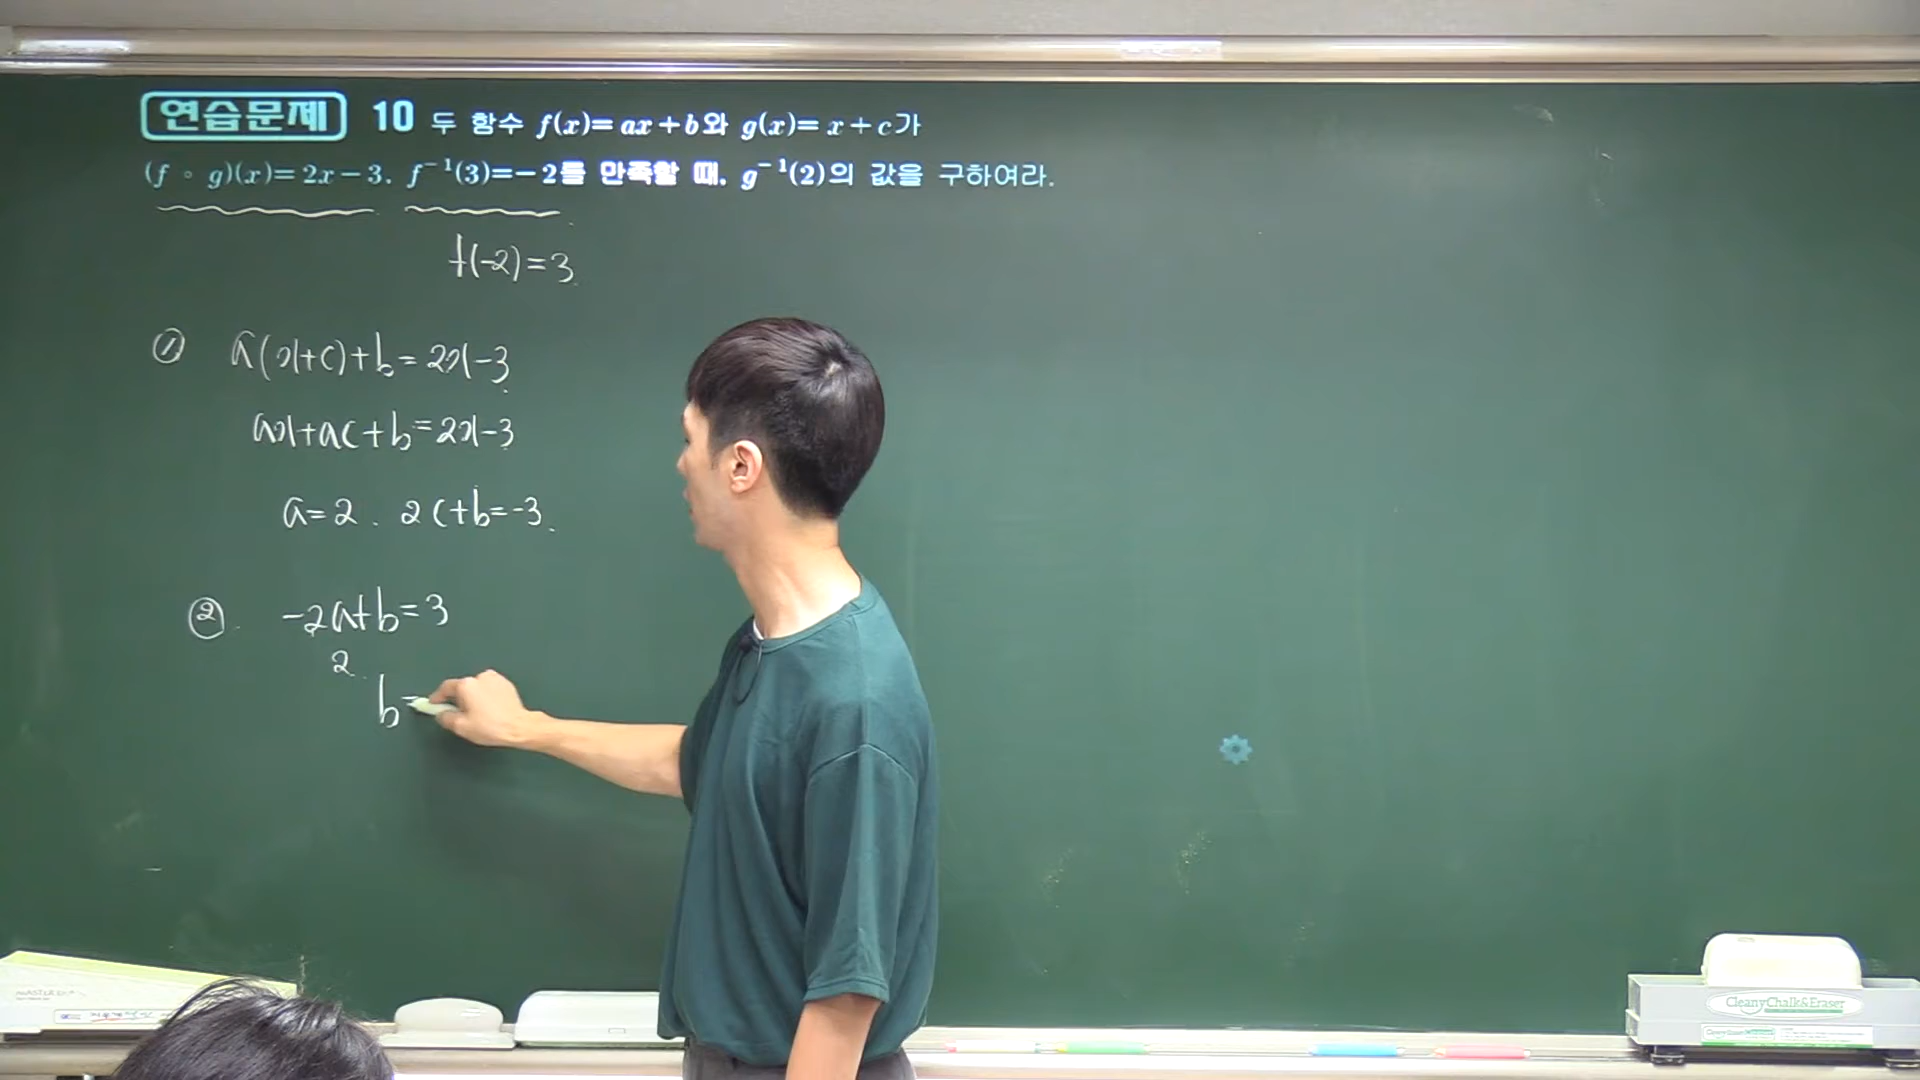 연습문제 10 두 함수 f(x)=ax+b와 g(x)=x+c가
(f∘g)(x)=2x-3, f⁻¹(3)=-2를 만족할 때, g⁻¹(2)의 값을 구하여라.
f(-2)=3
① a(x+c)+b=2x-3
ax+ac+b=2x-3
a=2. 2c+b=-3.
② -2a+b=3
2
b=
CleanyChalk&Eraser